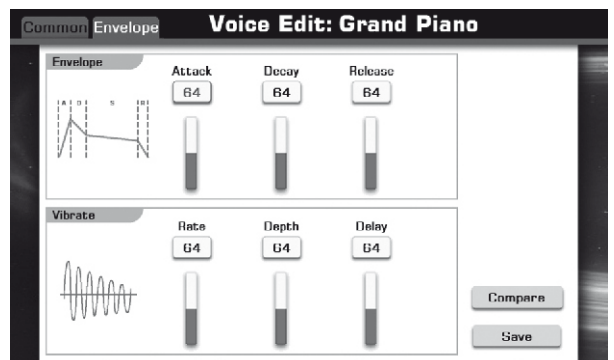 Common Envelope Voice Edit: Grand Piano
Envelope
Attack Decay Release
64 64 64
A D S R
Vibrate
Rate Depth Delay
64 64 64
Compare
Save